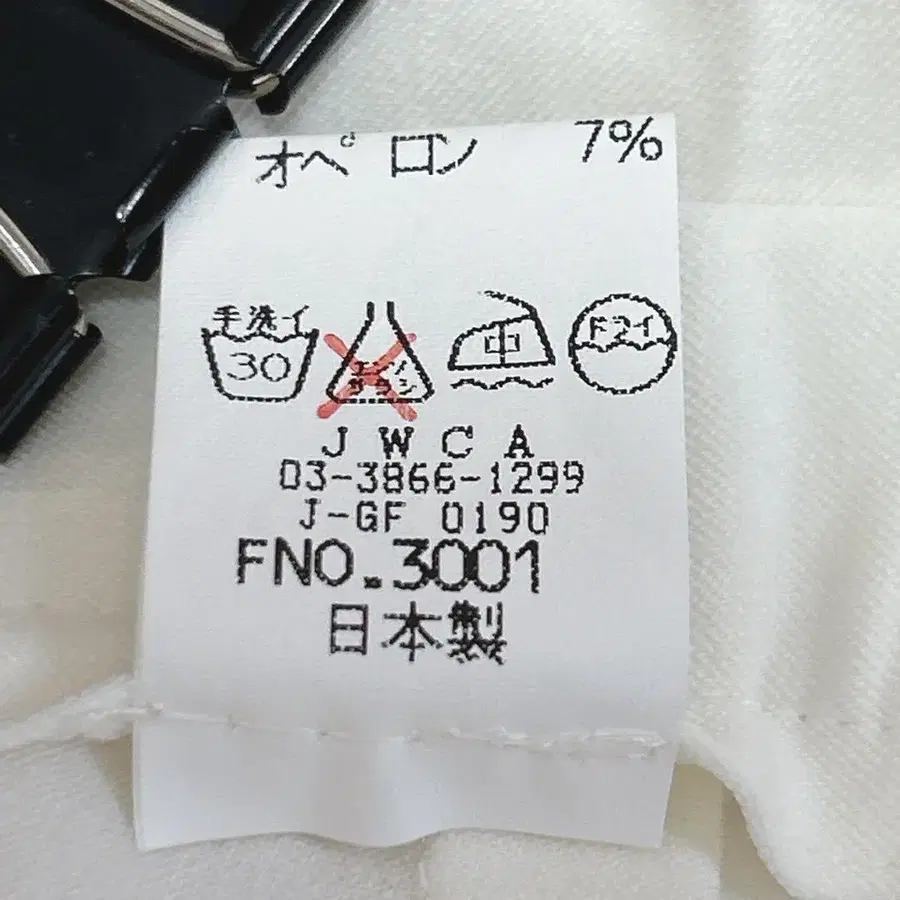 オペロン 7%
手洗イ 30 エンソサラシ 中 ドライ
JWCA
03-3866-1299
J-GF 0190
FNO.3001
日本製